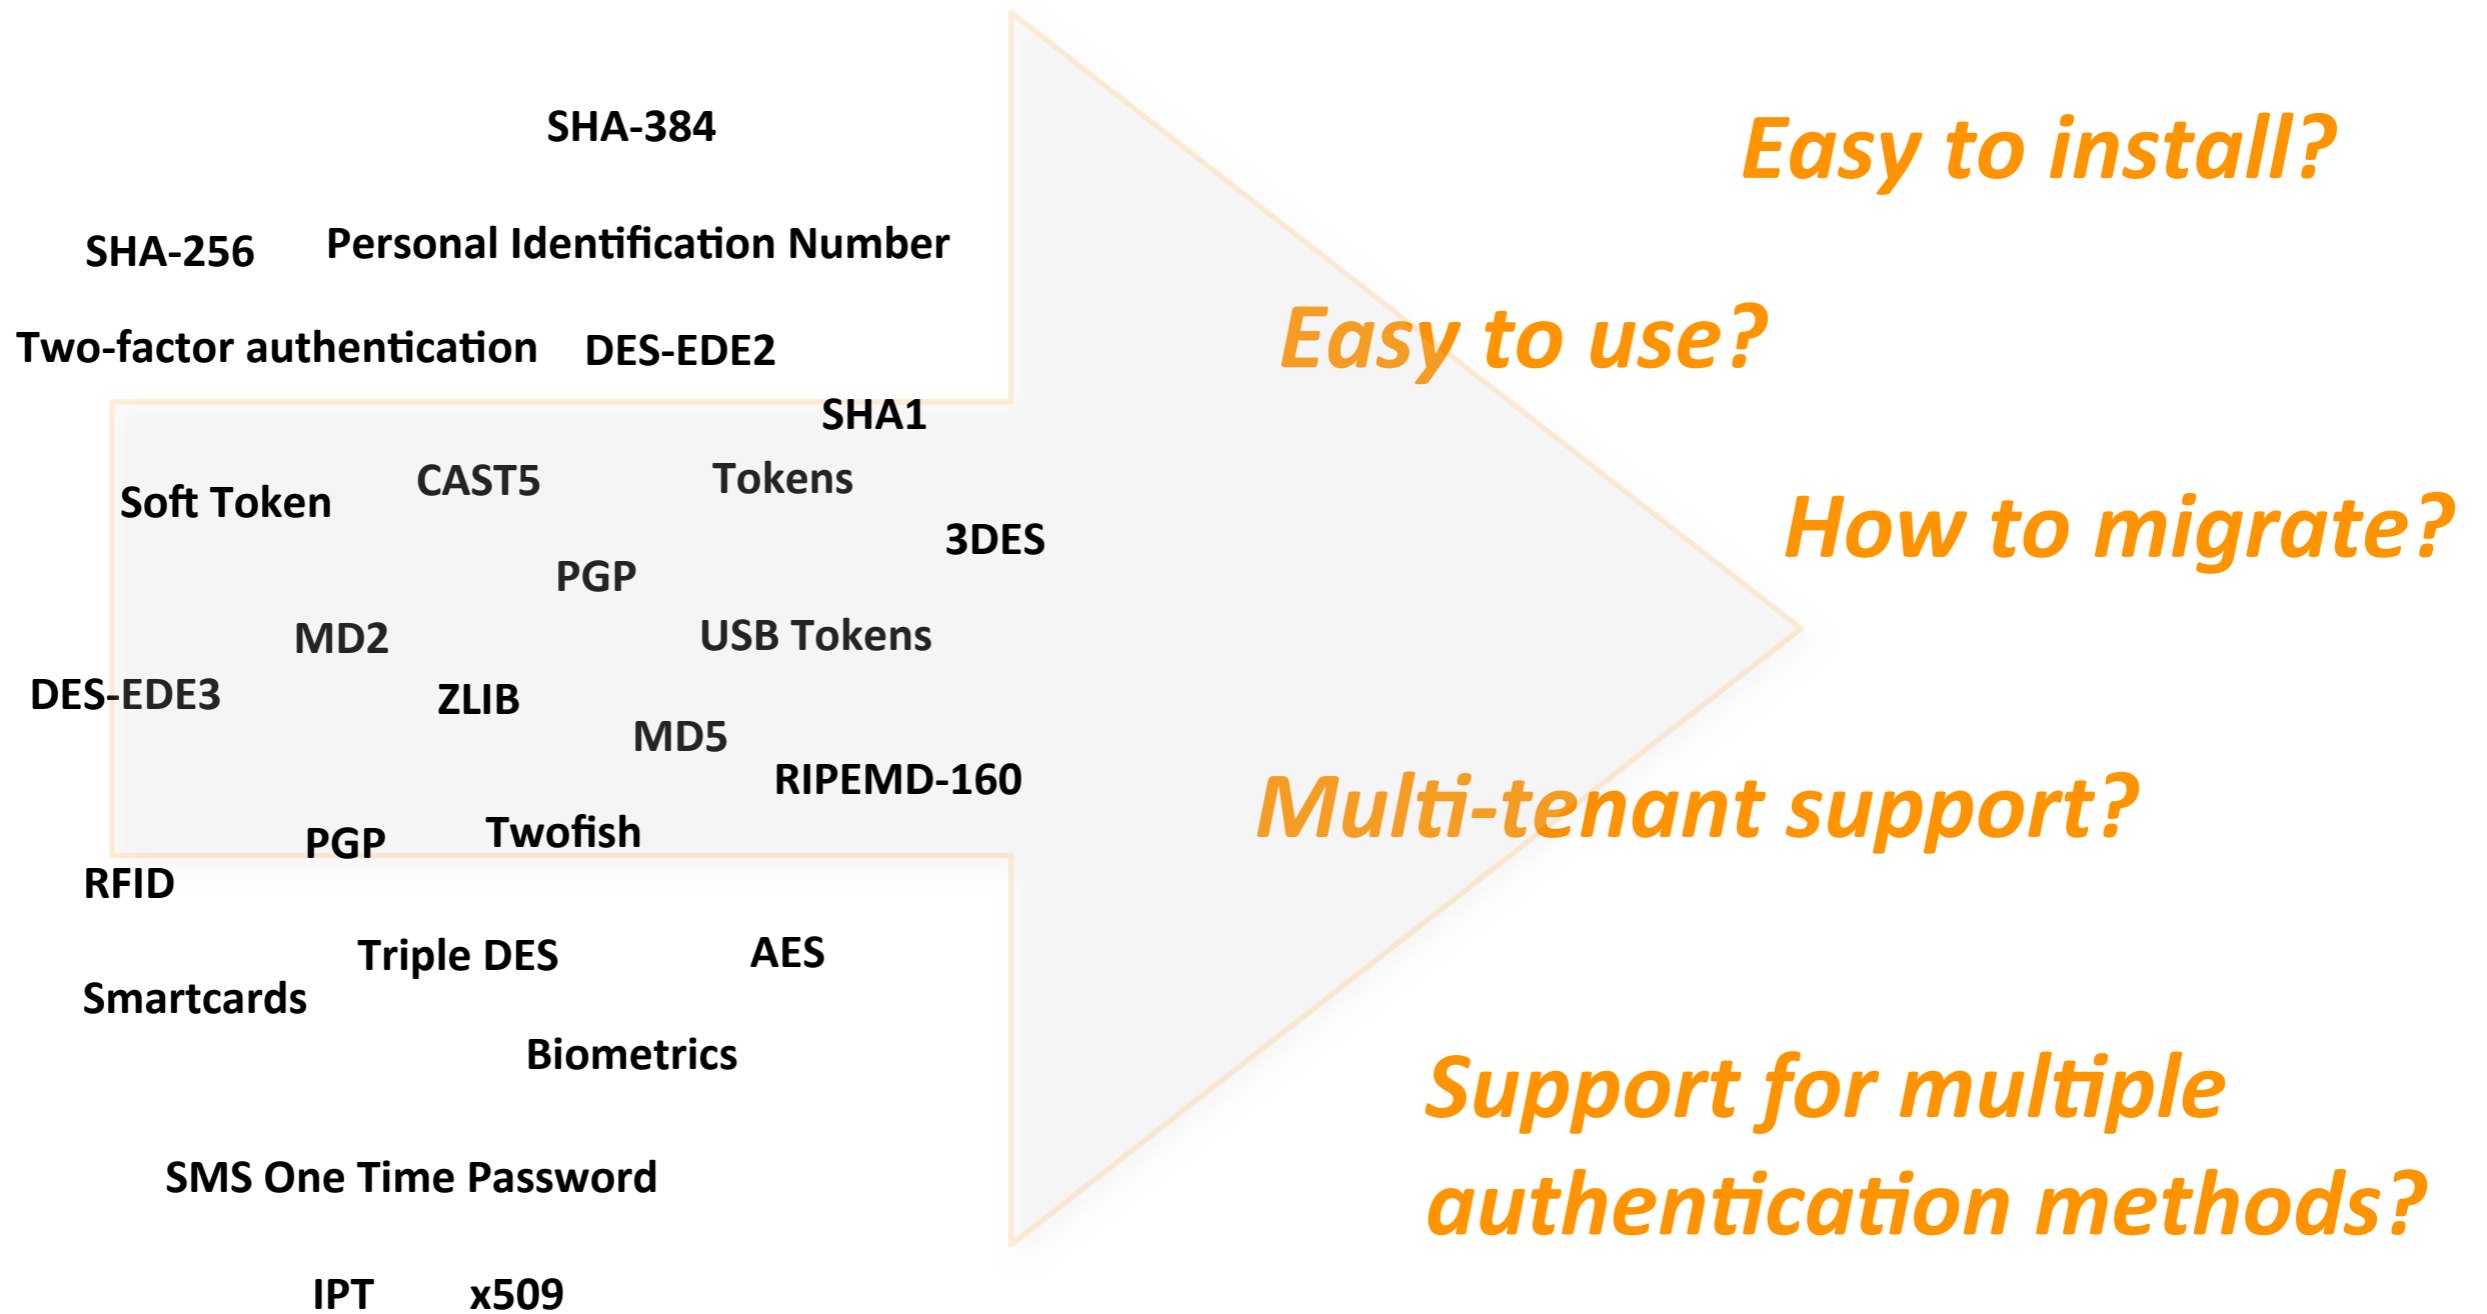 SHA-384
SHA-256
Personal Identification Number
Two-factor authentication
DES-EDE2
SHA1
Soft Token
CAST5
Tokens
3DES
PGP
MD2
USB Tokens
DES-EDE3
ZLIB
MD5
RIPEMD-160
PGP
Twofish
RFID
Triple DES
AES
Smartcards
Biometrics
SMS One Time Password
IPT
x509
Easy to install?
Easy to use?
How to migrate?
Multi-tenant support?
Support for multiple
authentication methods?